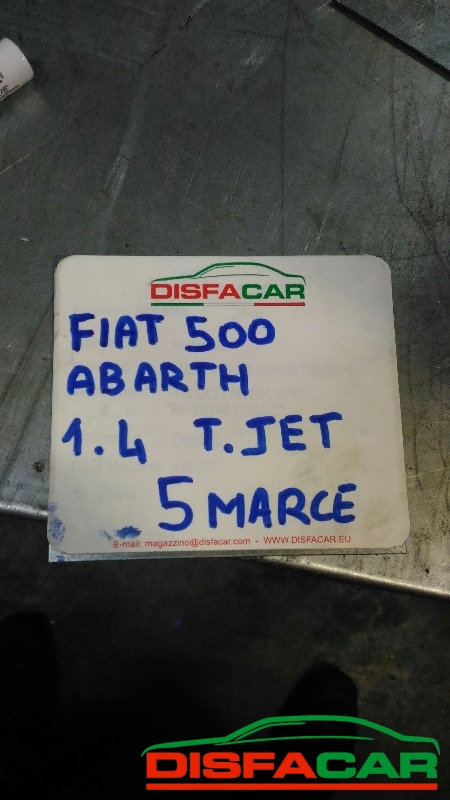 DISFACAR
FIAT 500
ABARTH
1.4 T.JET
5 MARCE
E-mail: magazzino@disfacar.com - WWW.DISFACAR.EU
DISFACAR